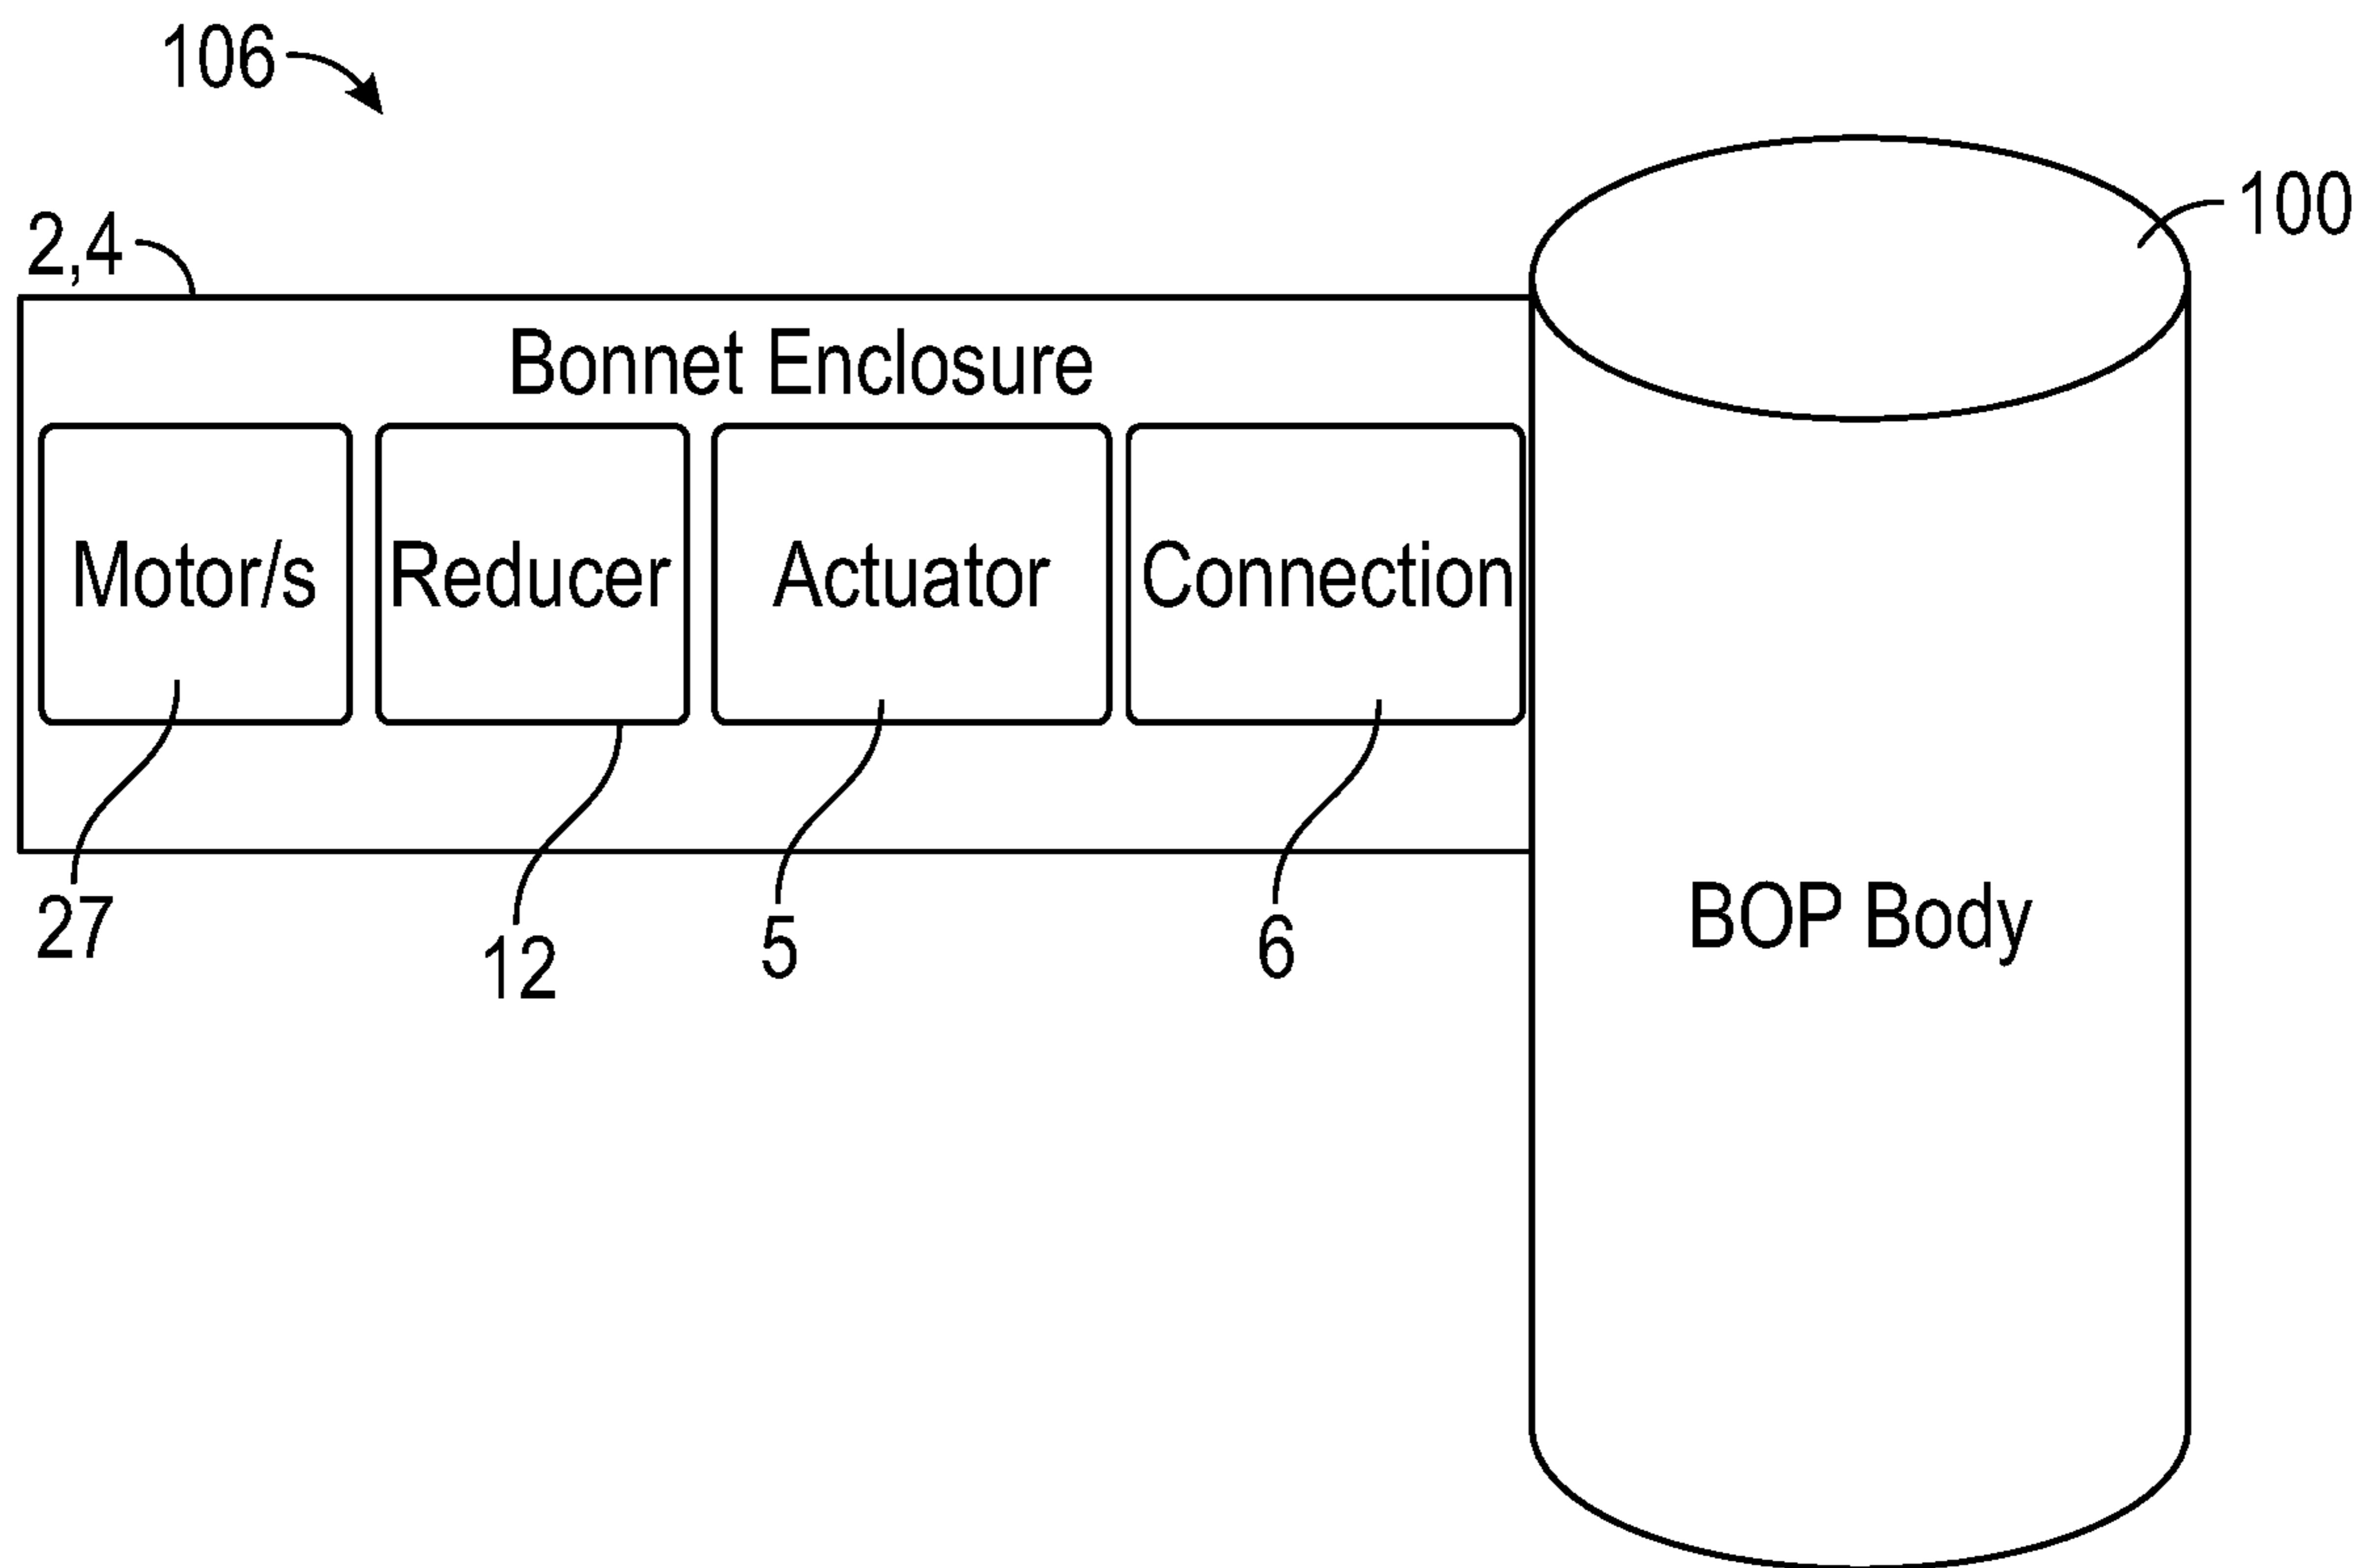 106
100
2,4
Bonnet Enclosure
Motor/s
Reducer
Actuator
Connection
27
12
5
6
BOP Body